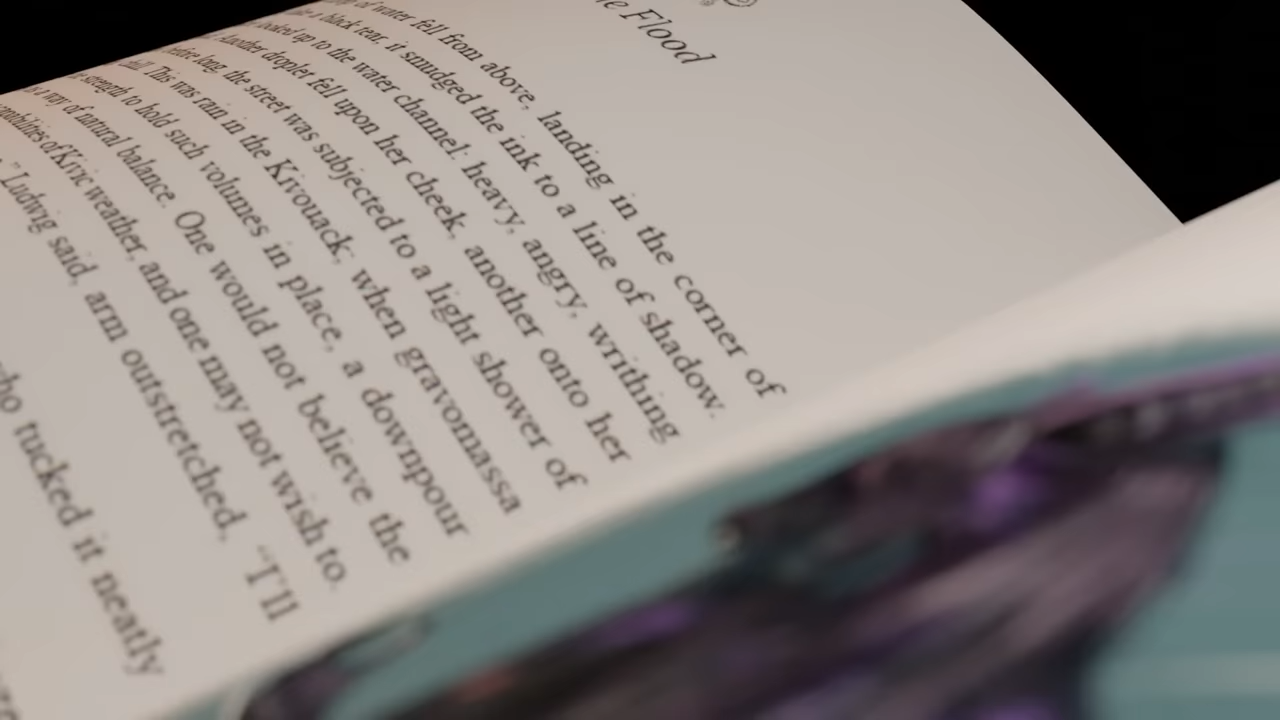 e Flood
of water fell from above, landing in the corner of
a black tear, it smudged the ink to a line of shadow.
looked up to the water channel: heavy, angry, writhing
Another droplet fell upon her cheek, another onto her
before long, the street was subjected to a light shower of
This was rain in the Kivouack; when gravomassa
strength to hold such volumes in place, a downpour
as a way of natural balance. One would not believe the
capabilities of Kivic weather, and one may not wish to.
" Ludwig said, arm outstretched, "I'll
who tucked it neatly